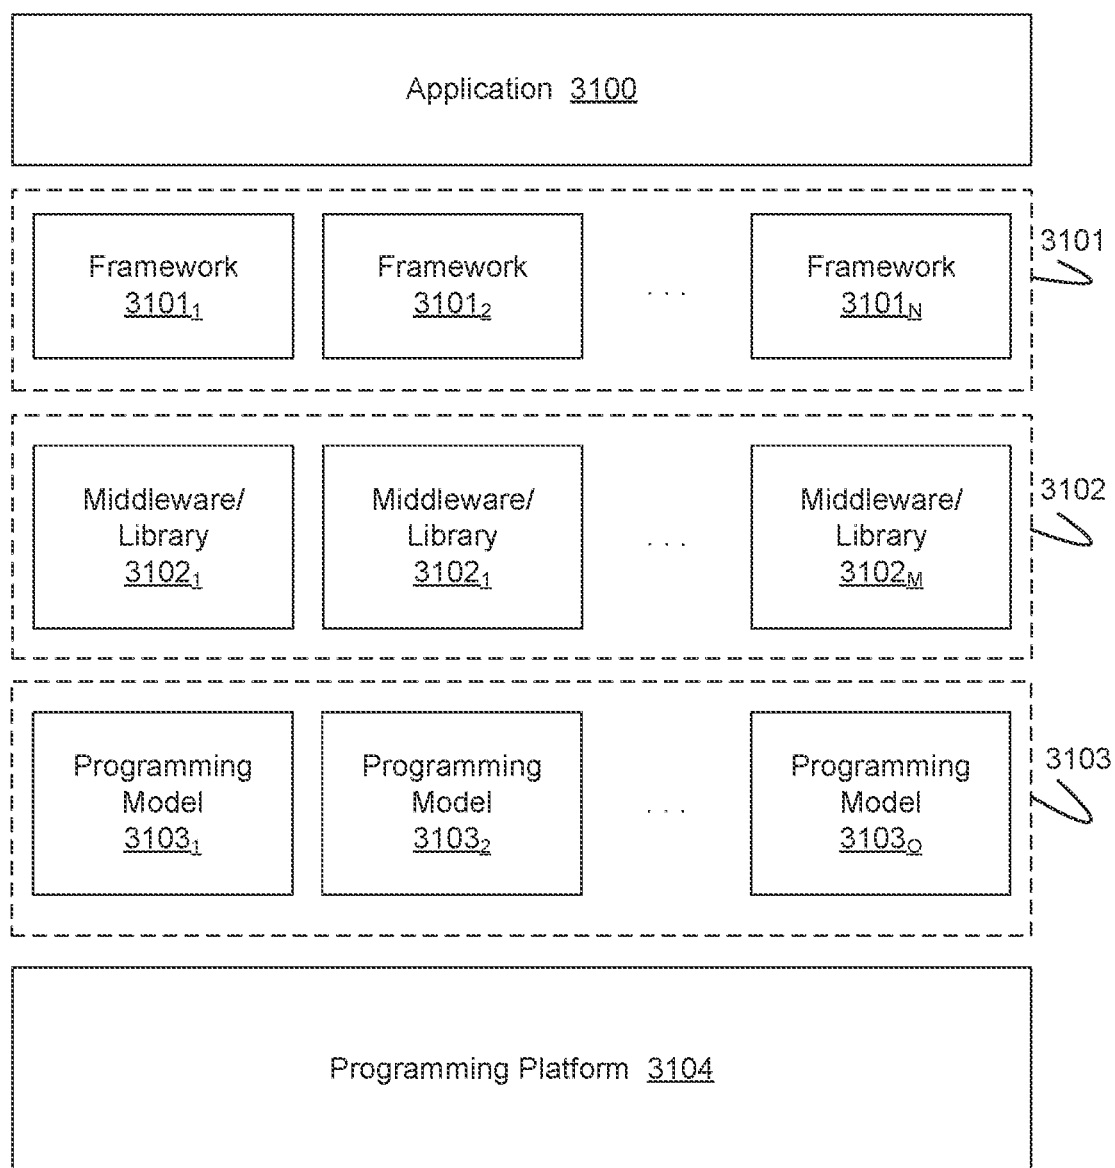 Application 3100
Framework Framework Framework 3101
3101₁ 3101₂ . . . 3101N
Middleware/ Middleware/ Middleware/ 3102
Library Library . . . Library
3102₁ 3102₁ 3102M
Programming Programming Programming 3103
Model Model . . . Model
3103₁ 3103₂ 3103O
Programming Platform 3104